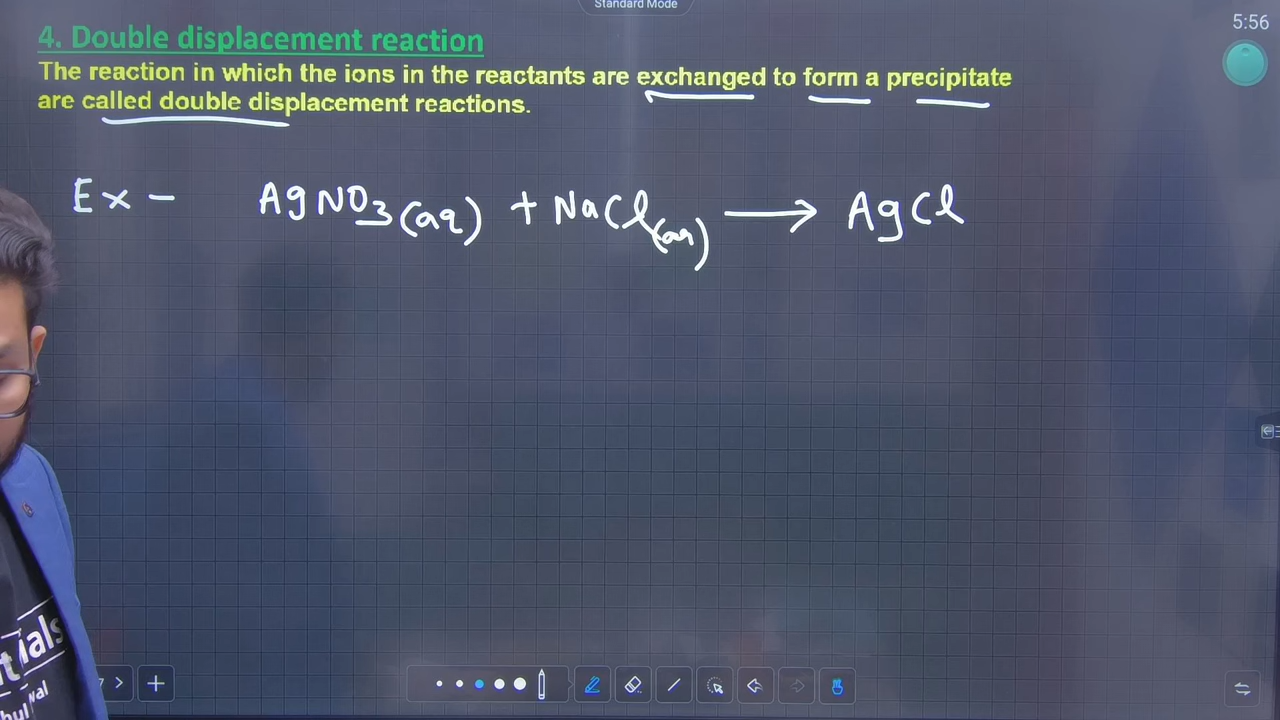 Standard Mode
5:56
4. Double displacement reaction
The reaction in which the ions in the reactants are exchanged to form a precipitate
are called double displacement reactions.
Ex - AgNO3(aq) + NaCl(aq) ⟶ AgCl